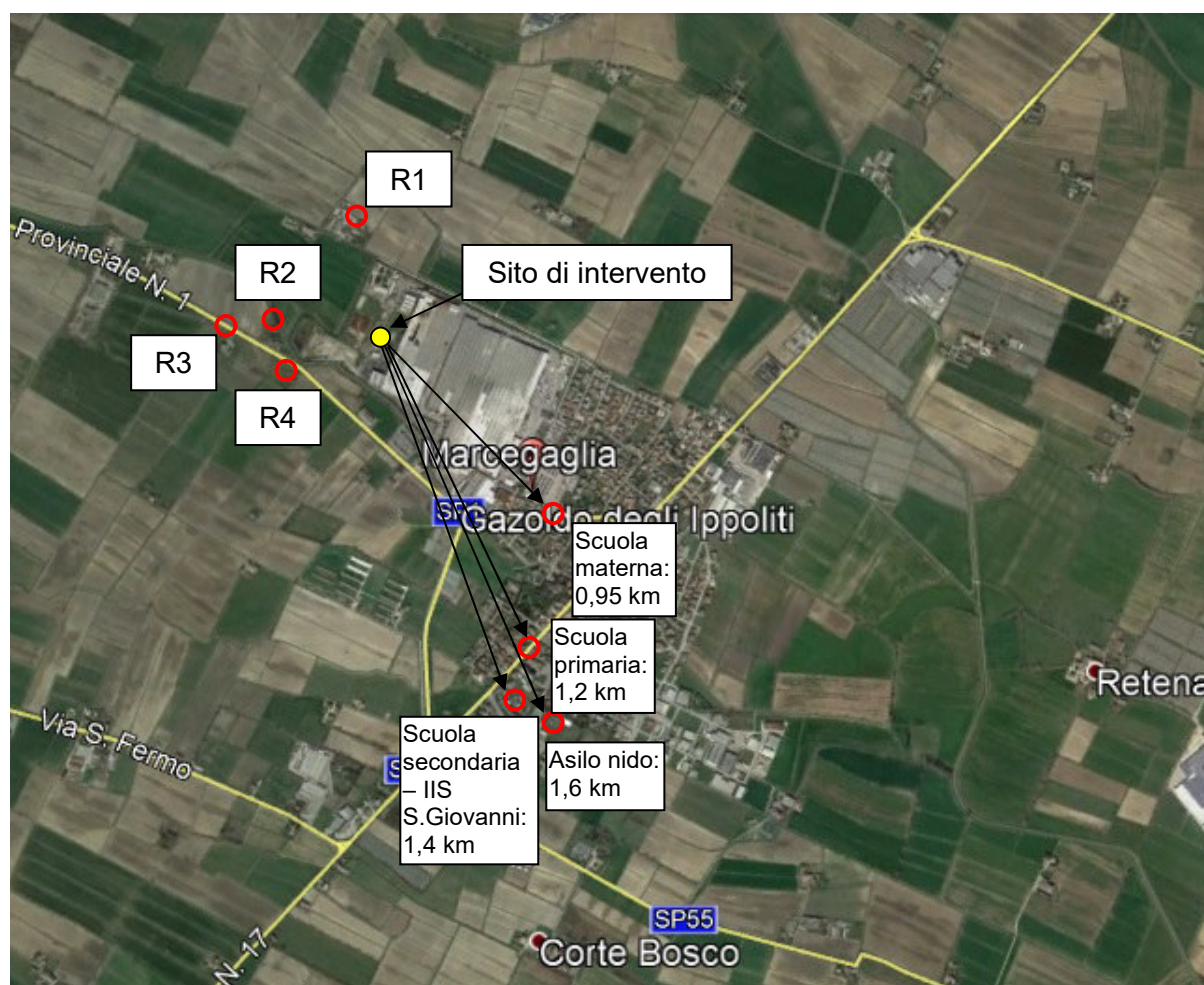 R1
Provinciale N. 1
R2
Sito di intervento
R3
R4
Marcegaglia
Gazoldo degli Ippoliti
Scuola
materna:
0,95 km
Scuola
primaria:
1,2 km
Retena
Via S. Fermo
Scuola
secondaria
– IIS
S.Giovanni:
1,4 km
Asilo nido:
1,6 km
SP55
N. 17
Corte Bosco